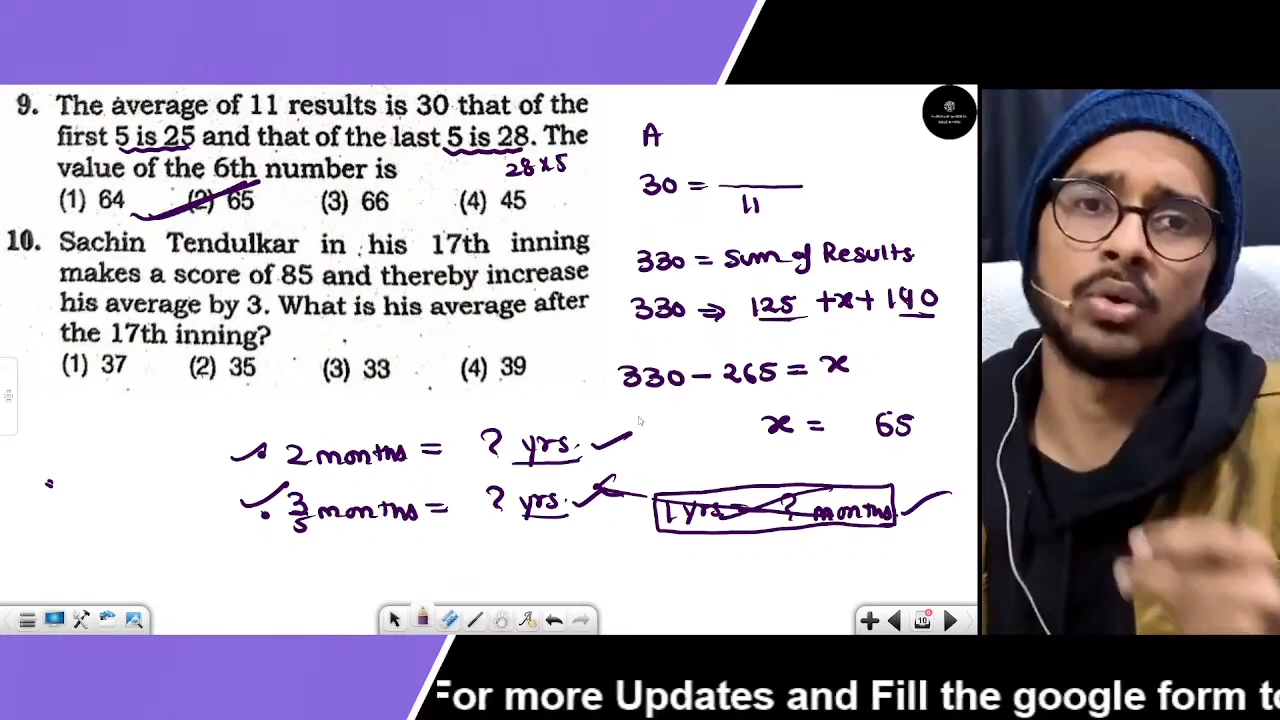 9. The average of 11 results is 30 that of the
first 5 is 25 and that of the last 5 is 28. The
value of the 6th number is
28 x 5
(1) 64 (2) 65 (3) 66 (4) 45
10. Sachin Tendulkar in his 17th inning
makes a score of 85 and thereby increase
his average by 3. What is his average after
the 17th inning?
(1) 37 (2) 35 (3) 33 (4) 39
A
30 = 
11
330 = Sum of Results
330 ⇒ 125 + x + 140
330 - 265 = x
x = 65
2 months = ? yrs.
3/5 months = ? yrs.
1 yrs = ? months
10
For more Updates and Fill the google form to